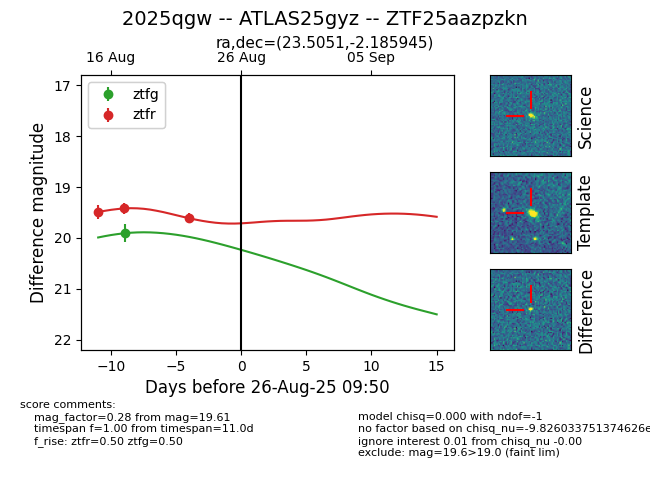 2025qgw -- ATLAS25gyz -- ZTF25aazpzkn
ra,dec=(23.5051,-2.185945)
16 Aug 26 Aug 05 Sep
17
18
19
20
21
22
Difference magnitude
ztfg
ztfr
−10 −5 0 5 10 15
Days before 26-Aug-25 09:50
Science
Template
Difference
score comments:
mag_factor=0.28 from mag=19.61
timespan f=1.00 from timespan=11.0d
f_rise: ztfr=0.50 ztfg=0.50
model chisq=0.000 with ndof=-1
no factor based on chisq_nu=-9.826033751374626e
ignore interest 0.01 from chisq_nu -0.00
exclude: mag=19.6>19.0 (faint lim)